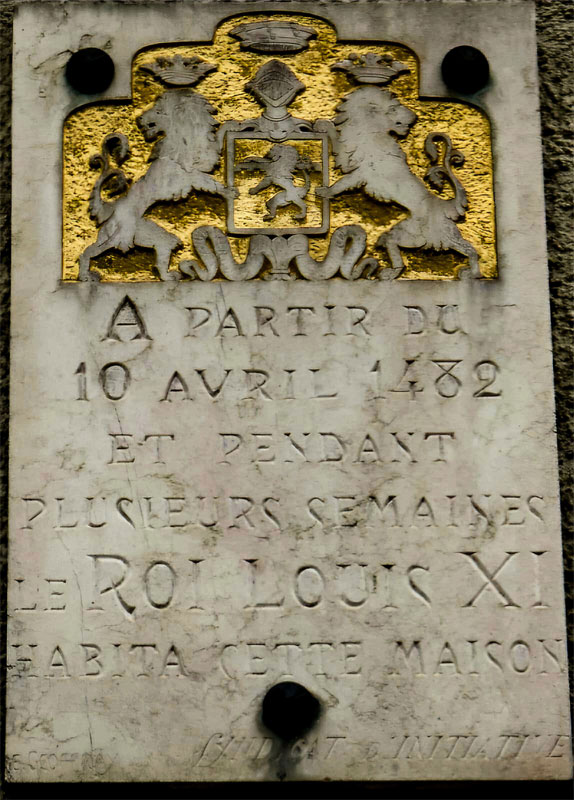 A PARTIR DU
10 AVRIL 1482
ET PENDANT
PLUSIEURS SEMAINES
LE ROI LOUIS XI
HABITA CETTE MAISON
SYNDICAT D'INITIATIVE